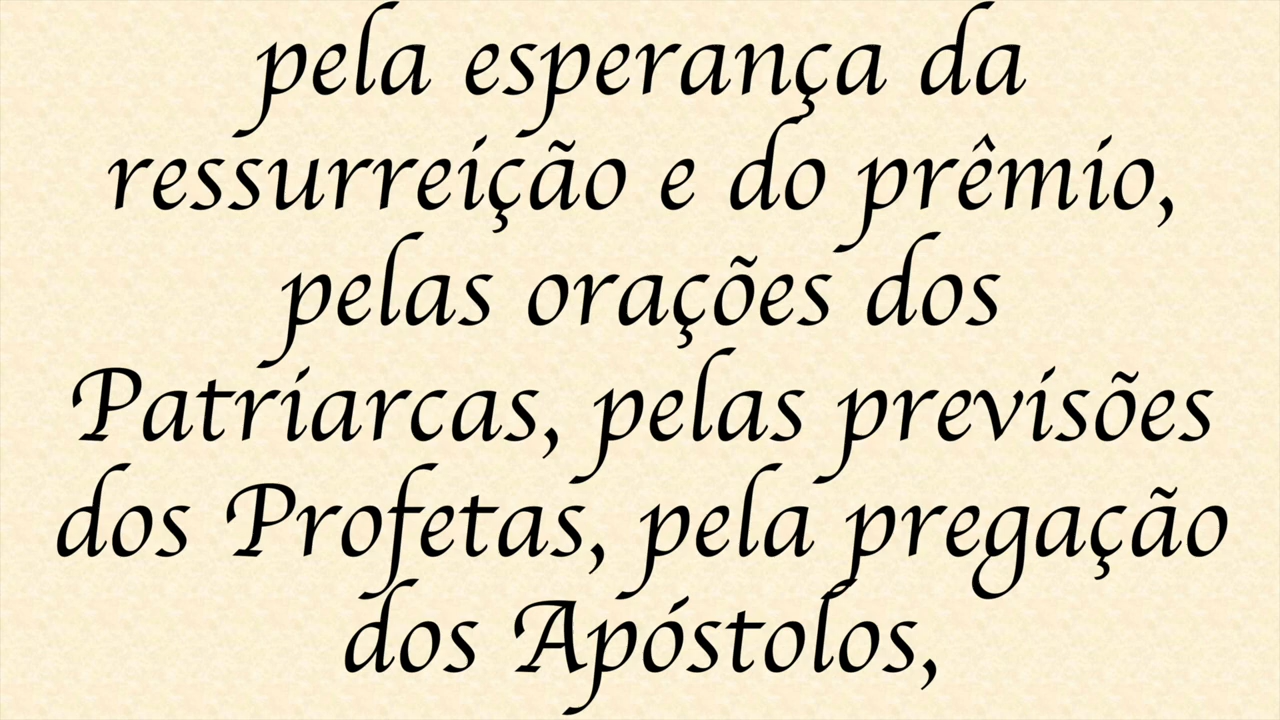 pela esperança da
ressurreição e do prêmio,
pelas orações dos
Patriarcas, pelas previsões
dos Profetas, pela pregação
dos Apóstolos,